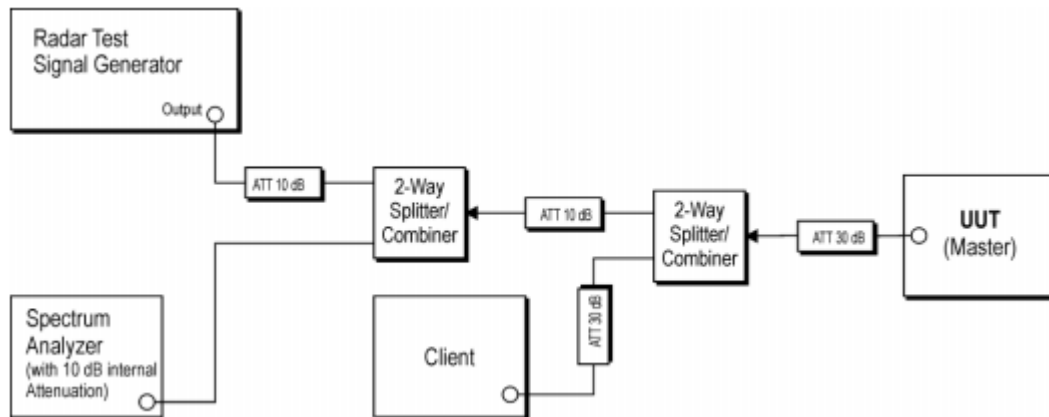 Radar Test
Signal Generator
Output
ATT 10 dB
2-Way
Splitter/
Combiner
ATT 10 dB
2-Way
Splitter/
Combiner
ATT 30 dB
UUT
(Master)
Spectrum
Analyzer
(with 10 dB internal
Attenuation)
Client
ATT 30 dB